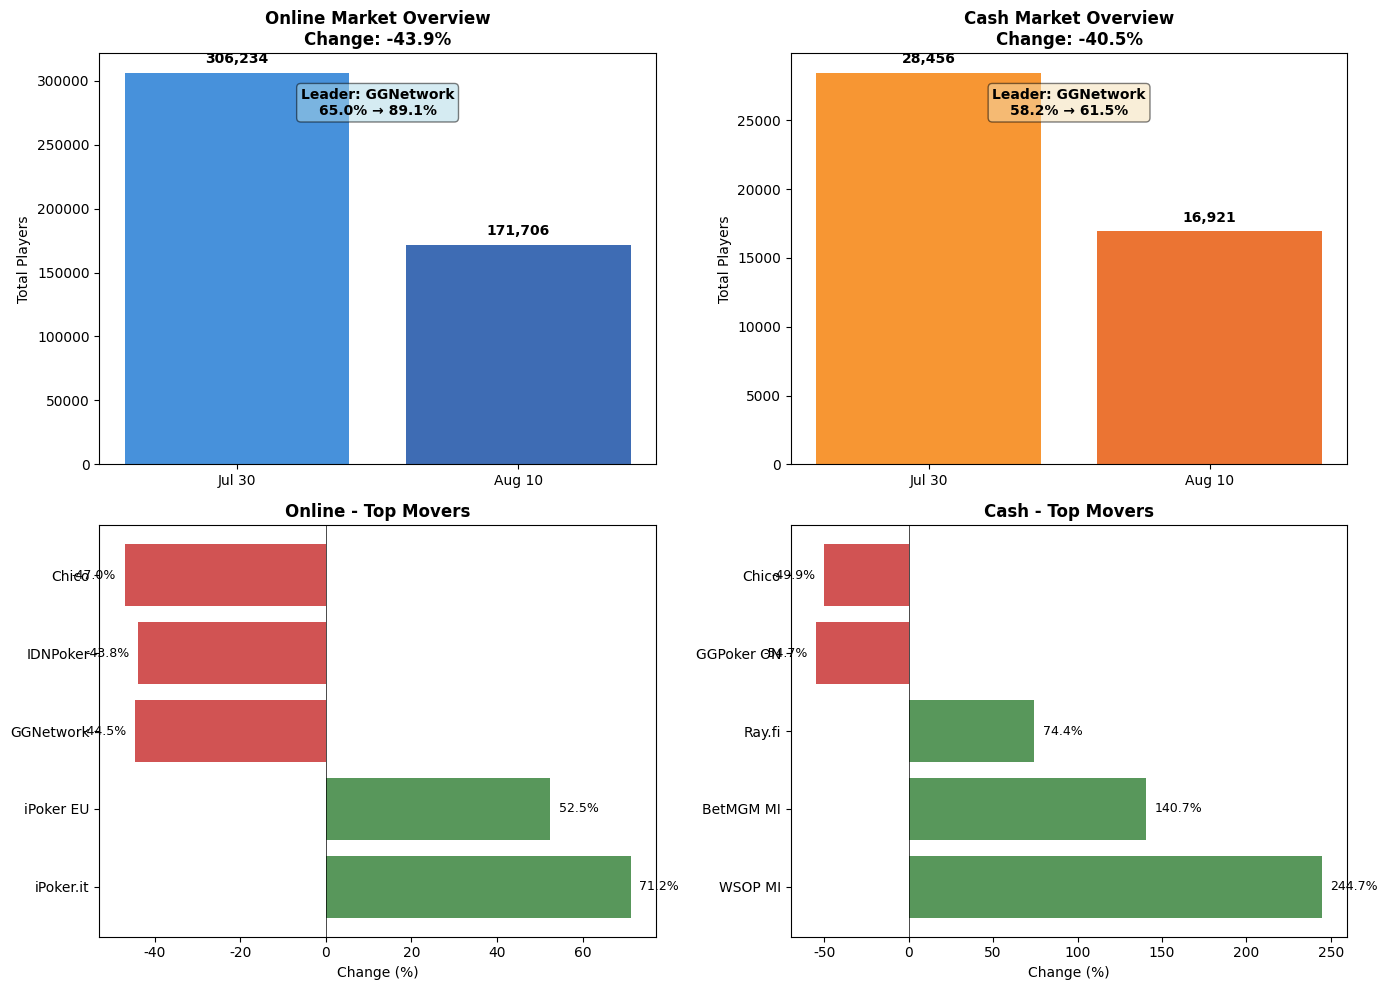 Online Market Overview
Change: -43.9%
306,234
Leader: GGNetwork
65.0% → 89.1%
171,706
Total Players
300000
250000
200000
150000
100000
50000
0
Jul 30
Aug 10
Cash Market Overview
Change: -40.5%
28,456
Leader: GGNetwork
58.2% → 61.5%
16,921
Total Players
25000
20000
15000
10000
5000
0
Jul 30
Aug 10
Online - Top Movers
Chico -47.0%
IDNPoker -43.8%
GGNetwork -44.5%
iPoker EU 52.5%
iPoker.it 71.2%
-40 -20 0 20 40 60
Change (%)
Cash - Top Movers
Chico -49.9%
GGPoker ON -54.7%
Ray.fi 74.4%
BetMGM MI 140.7%
WSOP MI 244.7%
-50 0 50 100 150 200 250
Change (%)